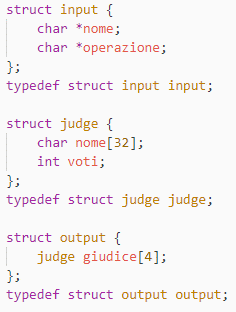 struct input {
    char *nome;
    char *operazione;
};
typedef struct input input;

struct judge {
    char nome[32];
    int voti;
};
typedef struct judge judge;

struct output {
    judge giudice[4];
};
typedef struct output output;